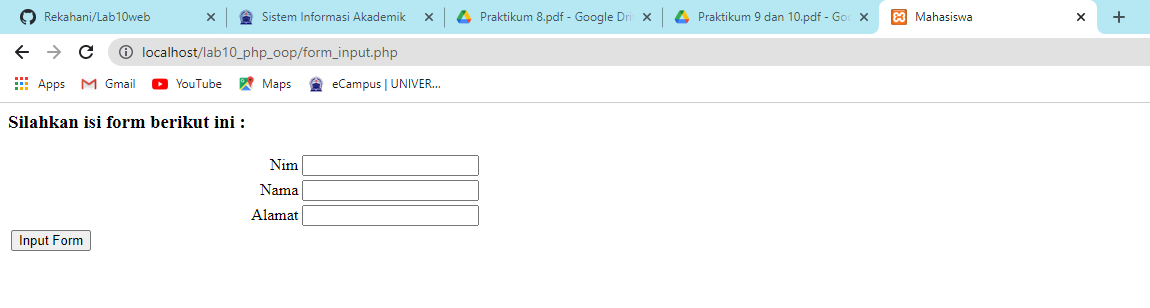 Rekahani/Lab10web
Sistem Informasi Akademik
Praktikum 8.pdf - Google Dri
Praktikum 9 dan 10.pdf - Goo
Mahasiswa
localhost/lab10_php_oop/form_input.php
Apps
Gmail
YouTube
Maps
eCampus | UNIVER...
Silahkan isi form berikut ini :
Nim
Nama
Alamat
Input Form